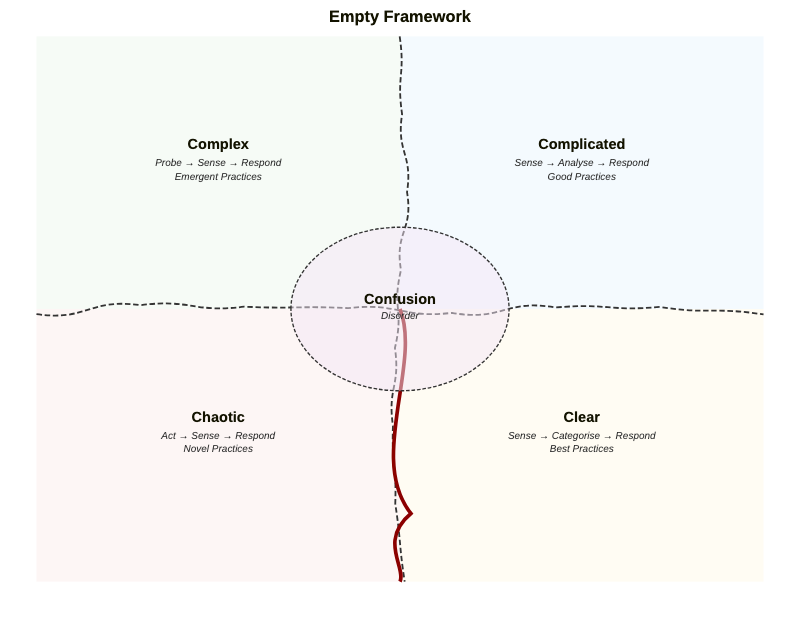 Empty Framework
Complex
Probe → Sense → Respond
Emergent Practices
Complicated
Sense → Analyse → Respond
Good Practices
Confusion
Disorder
Chaotic
Act → Sense → Respond
Novel Practices
Clear
Sense → Categorise → Respond
Best Practices